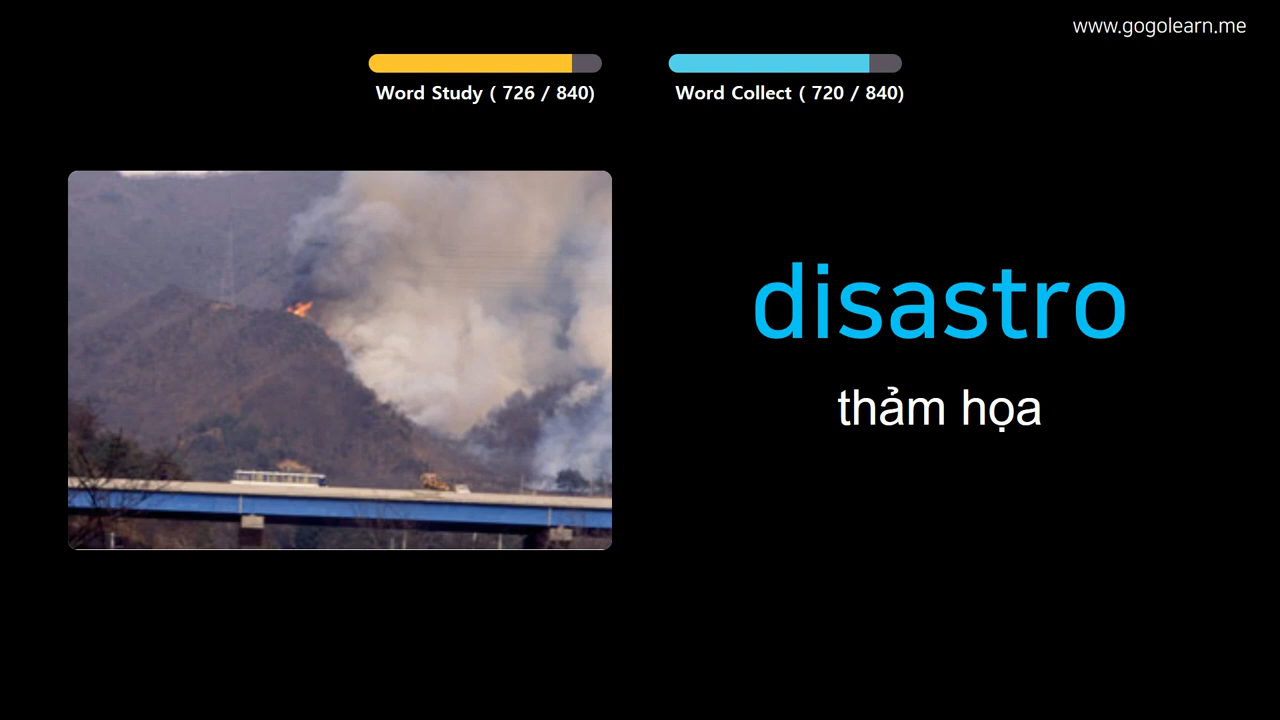 www.gogolearn.me
Word Study ( 726 / 840)
Word Collect ( 720 / 840)
disastro
thảm họa